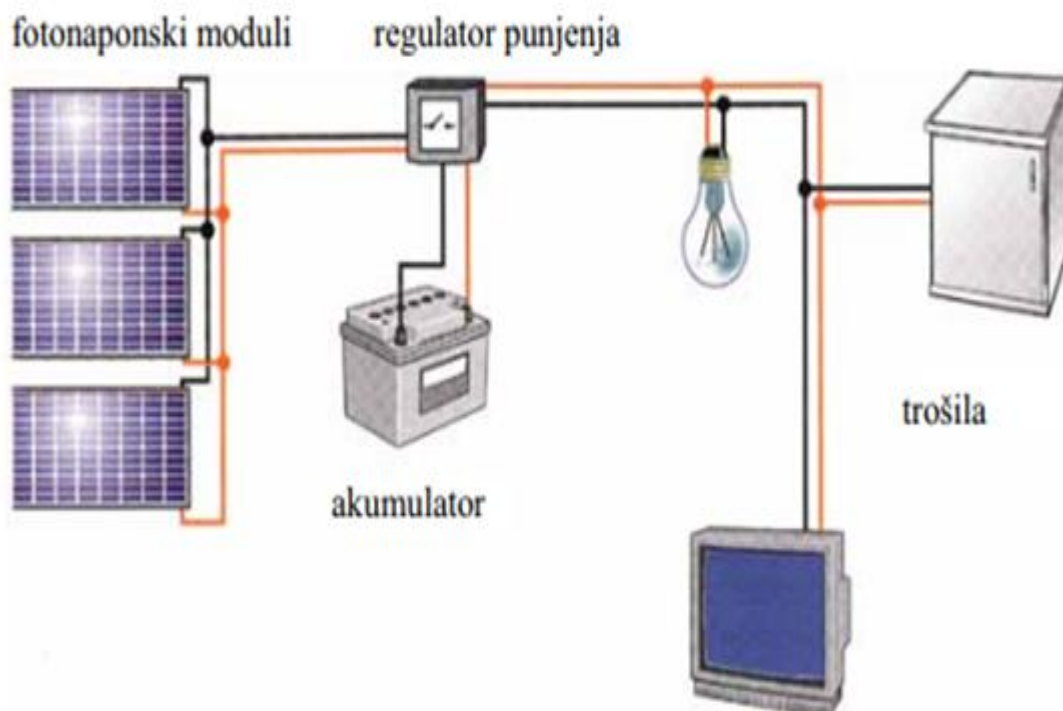 fotonaponski moduli
regulator punjenja
akumulator
trošila